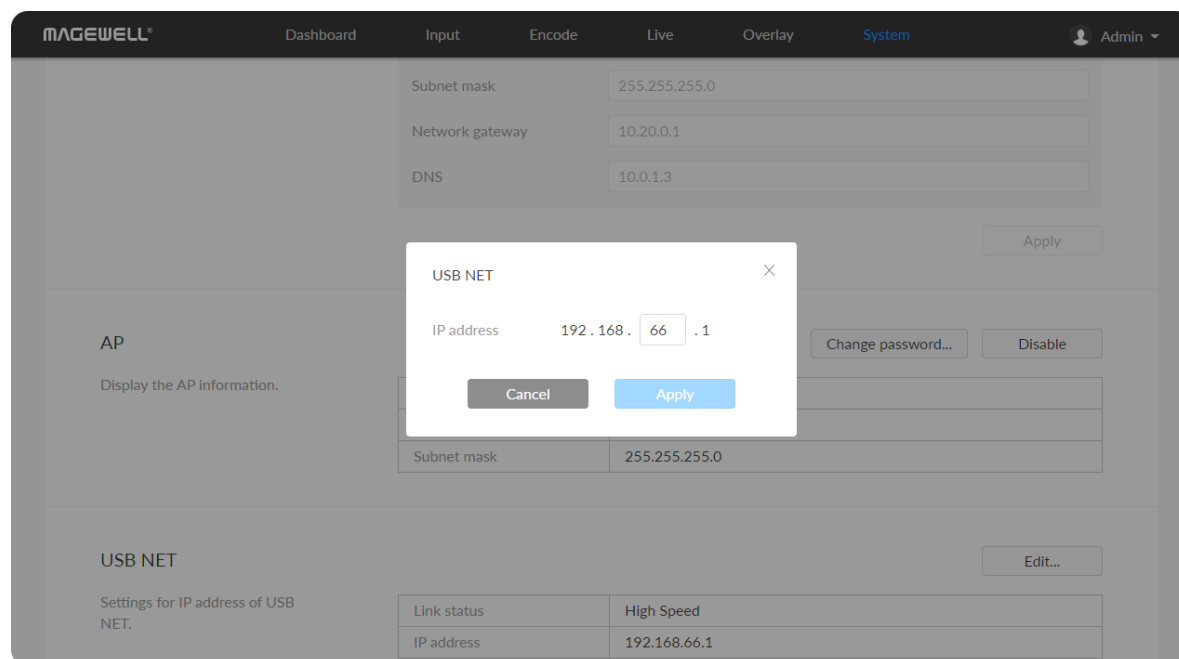 MAGEWELL® Dashboard Input Encode Live Overlay System Admin
Subnet mask 255.255.255.0
Network gateway 10.20.0.1
DNS 10.0.1.3
Apply
USB NET
IP address 192 . 168 . 66 . 1
Cancel Apply
AP Change password... Disable
Display the AP information.
Subnet mask 255.255.255.0
USB NET Edit...
Settings for IP address of USB
NET.
Link status High Speed
IP address 192.168.66.1